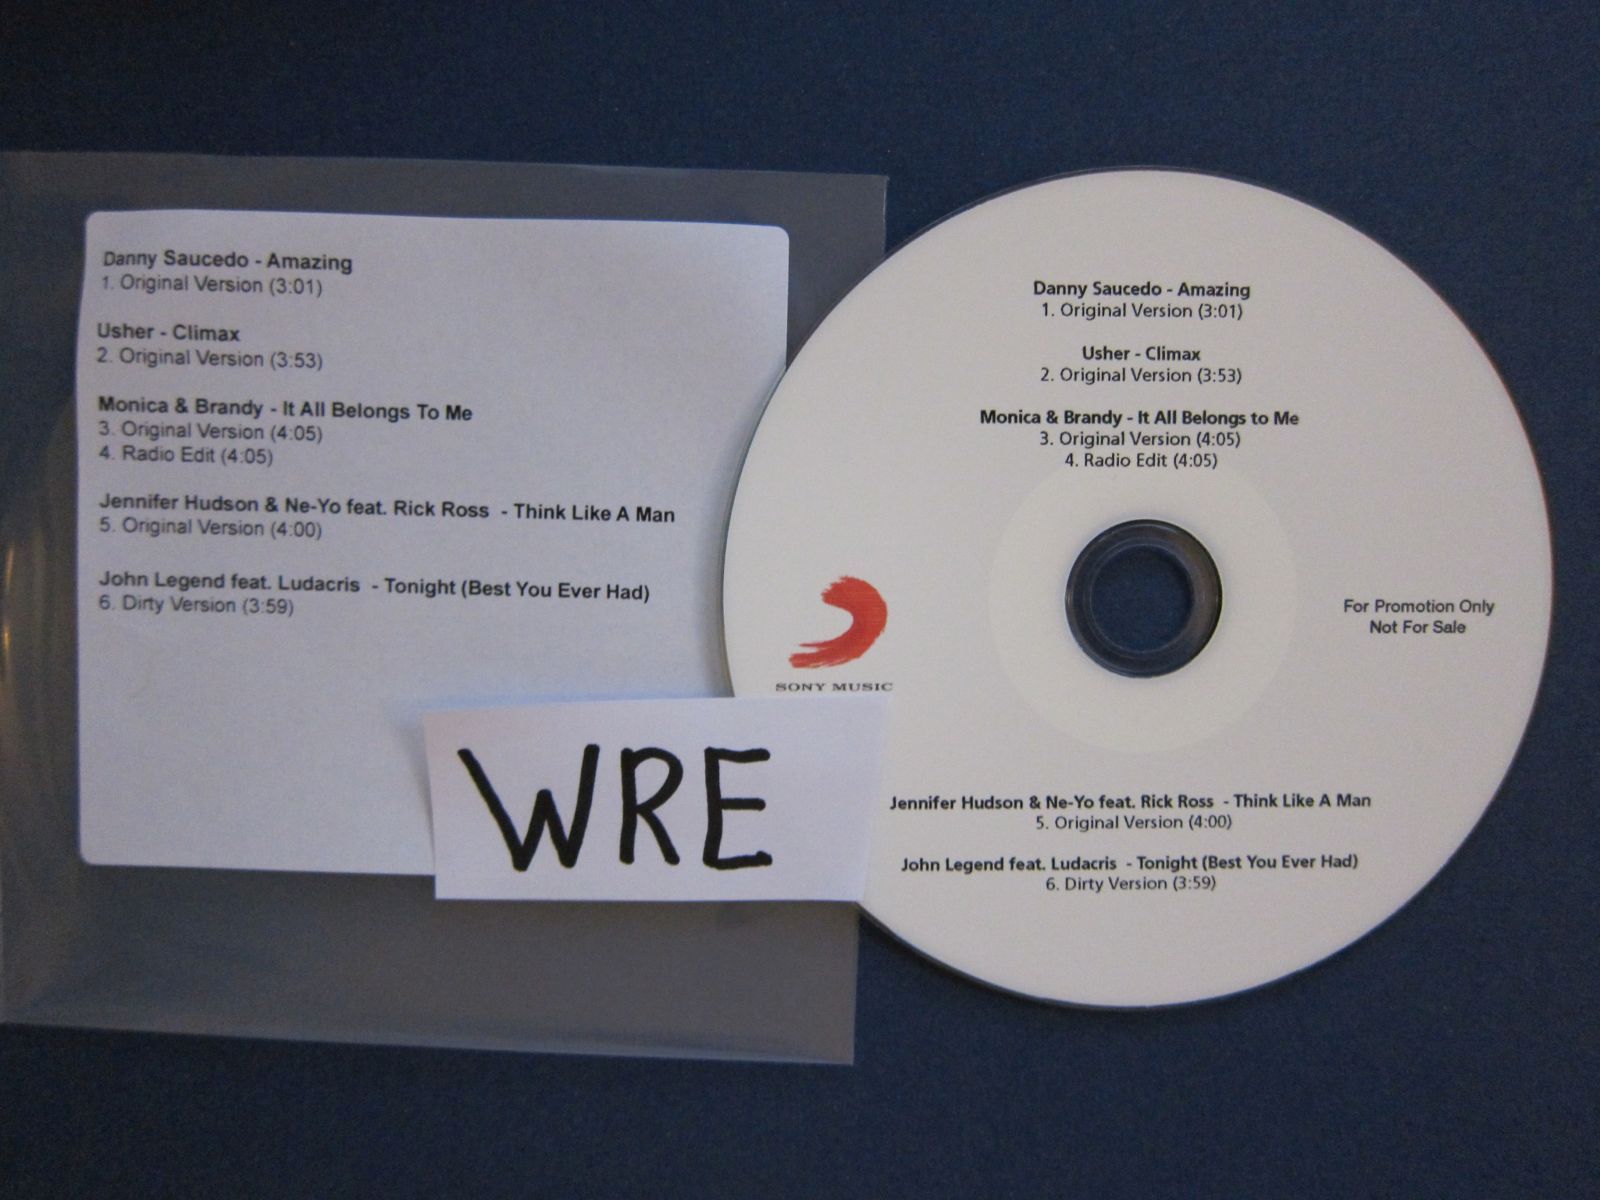 Danny Saucedo - Amazing
1. Original Version (3:01)
Usher - Climax
2. Original Version (3:53)
Monica & Brandy - It All Belongs To Me
3. Original Version (4:05)
4. Radio Edit (4:05)
Jennifer Hudson & Ne-Yo feat. Rick Ross - Think Like A Man
5. Original Version (4:00)
John Legend feat. Ludacris - Tonight (Best You Ever Had)
6. Dirty Version (3:59)
WRE
Danny Saucedo - Amazing
1. Original Version (3:01)
Usher - Climax
2. Original Version (3:53)
Monica & Brandy - It All Belongs to Me
3. Original Version (4:05)
4. Radio Edit (4:05)
SONY MUSIC
For Promotion Only
Not For Sale
Jennifer Hudson & Ne-Yo feat. Rick Ross - Think Like A Man
5. Original Version (4:00)
John Legend feat. Ludacris - Tonight (Best You Ever Had)
6. Dirty Version (3:59)